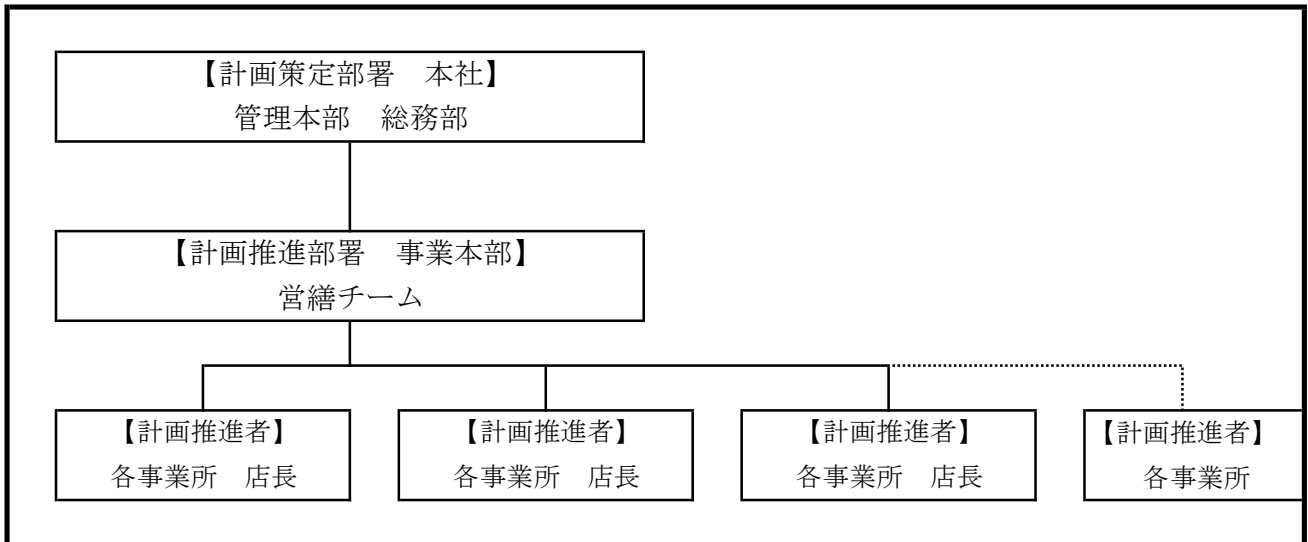 【計画策定部署　本社】
管理本部　総務部
【計画推進部署　事業本部】
営繕チーム
【計画推進者】
各事業所　店長
【計画推進者】
各事業所　店長
【計画推進者】
各事業所　店長
【計画推進者】
各事業所